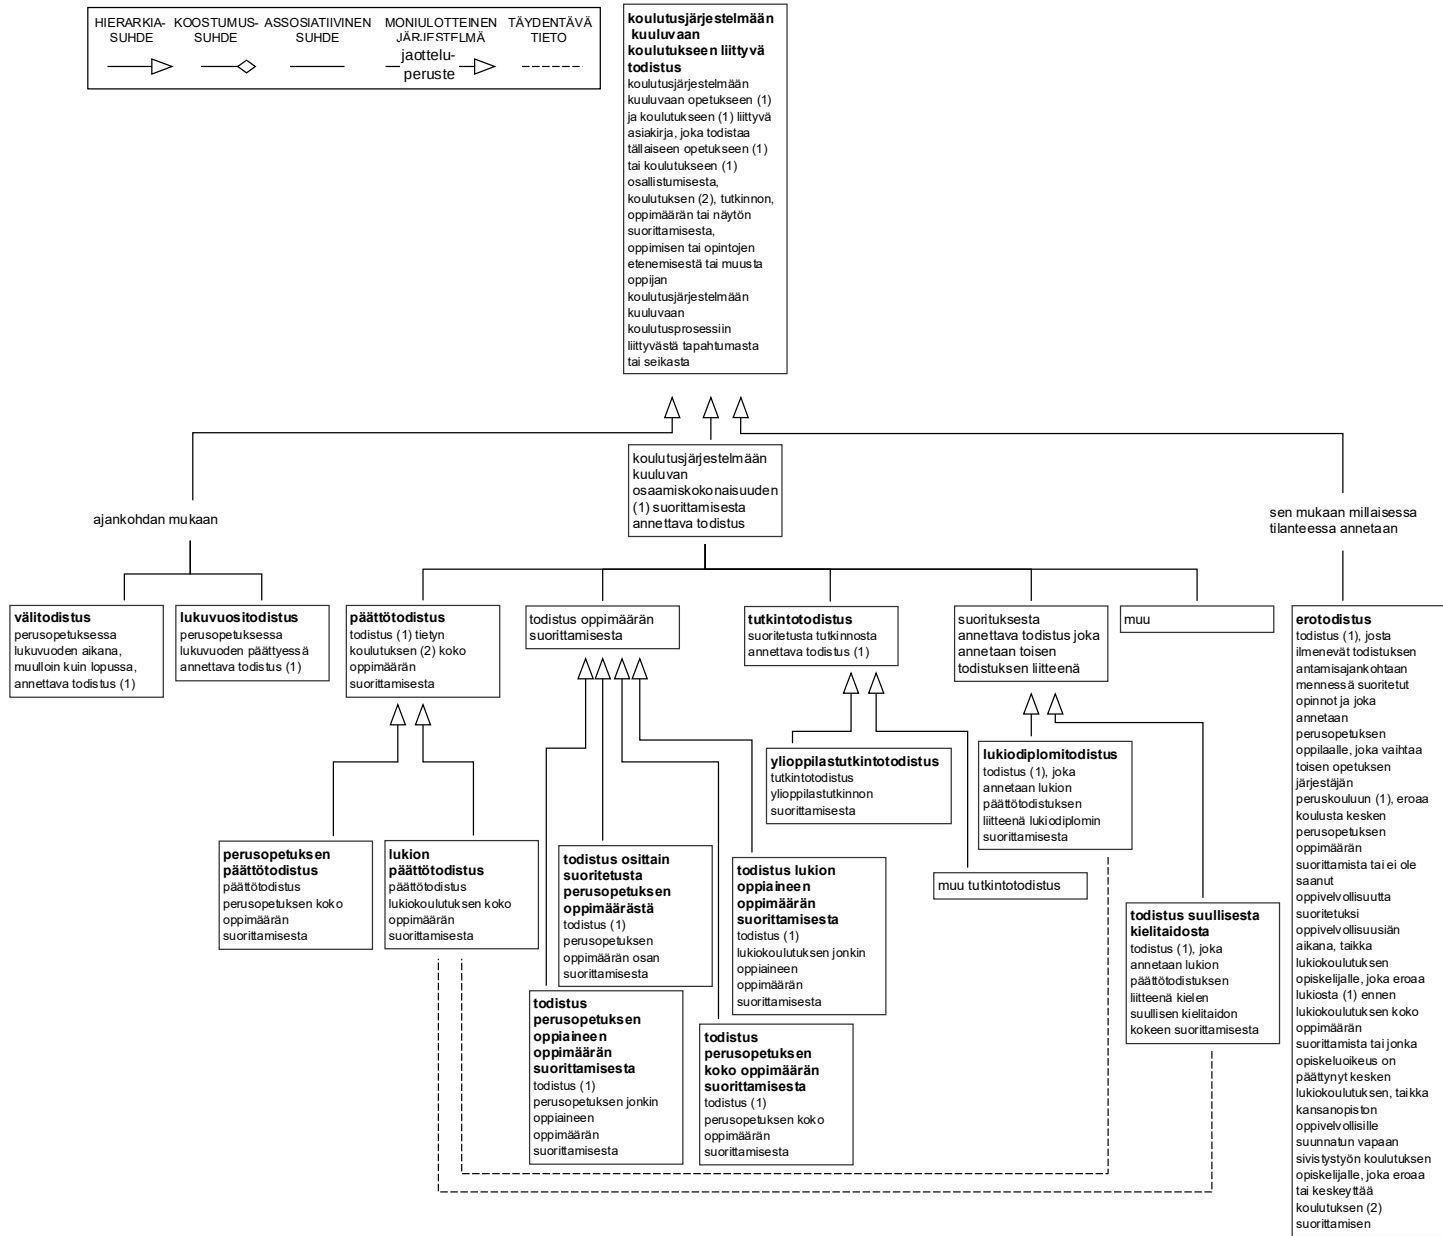 HIERARKIA-
SUHDE
KOOSTUMUS-
SUHDE
ASSOSIATIIVINEN
SUHDE
MONIULOTTEINEN
JÄRJESTELMÄ
TÄYDENTÄVÄ
TIETO
jaottelu-
peruste
koulutusjärjestelmään
kuuluvaan
koulutukseen liittyvä
todistus
koulutusjärjestelmään
kuuluvaan opetukseen (1)
ja koulutukseen (1) liittyvä
asiakirja, joka todistaa
tällaiseen opetukseen (1)
tai koulutukseen (1)
osallistumisesta,
koulutuksen (2), tutkinnon,
oppimäärän tai näytön
suorittamisesta,
oppimisen tai opintojen
etenemisestä tai muusta
oppijan
koulutusjärjestelmään
kuuluvaan
koulutusprosessiin
liittyvästä tapahtumasta
tai seikasta
ajankohdan mukaan
koulutusjärjestelmään
kuuluvan
osaamiskokonaisuuden
(1) suorittamisesta
annettava todistus
sen mukaan millaisessa
tilanteessa annetaan
välitodistus
perusopetuksessa
lukuvuoden aikana,
muulloin kuin lopussa,
annettava todistus (1)
lukuvuositodistus
perusopetuksessa
lukuvuoden päättyessä
annettava todistus (1)
päättötodistus
todistus (1) tietyn
koulutuksen (2) koko
oppimäärän
suorittamisesta
todistus oppimäärän
suorittamisesta
tutkintotodistus
suoritetusta tutkinnosta
annettava todistus (1)
suorituksesta
annettava todistus joka
annetaan toisen
todistuksen liitteenä
muu
erotodistus
todistus (1), josta
ilmenevät todistuksen
antamisajankohtaan
mennessä suoritetut
opinnot ja joka
annetaan
perusopetuksen
oppilaalle, joka vaihtaa
toisen opetuksen
järjestäjän
peruskouluun (1), eroaa
koulusta kesken
perusopetuksen
oppimäärän
suorittamista tai ei ole
saanut
oppivelvollisuutta
suoritetuksi
oppivelvollisuusiän
aikana, taikka
lukiokoulutuksen
opiskelijalle, joka eroaa
lukiosta (1) ennen
lukiokoulutuksen koko
oppimäärän
suorittamista tai jonka
opiskeluoikeus on
päättynyt kesken
lukiokoulutuksen, taikka
kansanopiston
oppivelvollisille
suunnatun vapaan
sivistystyön koulutuksen
opiskelijalle, joka eroaa
tai keskeyttää
koulutuksen (2)
suorittamisen
ylioppilastutkintotodistus
tutkintotodistus
ylioppilastutkinnon
suorittamisesta
lukiodiplomitodistus
todistus (1), joka
annetaan lukion
päättötodistuksen
liitteenä lukiodiplomin
suorittamisesta
perusopetuksen
päättötodistus
päättötodistus
perusopetuksen koko
oppimäärän
suorittamisesta
lukion
päättötodistus
päättötodistus
lukiokoulutuksen koko
oppimäärän
suorittamisesta
todistus osittain
suoritetusta
perusopetuksen
oppimäärästä
todistus (1)
perusopetuksen
oppimäärän osan
suorittamisesta
todistus lukion
oppiaineen
oppimäärän
suorittamisesta
todistus (1)
lukiokoulutuksen jonkin
oppiaineen
oppimäärän
suorittamisesta
muu tutkintotodistus
todistus suullisesta
kielitaidosta
todistus (1), joka
annetaan lukion
päättötodistuksen
liitteenä kielen
suullisen kielitaidon
kokeen suorittamisesta
todistus
perusopetuksen
oppiaineen
oppimäärän
suorittamisesta
todistus (1)
perusopetuksen jonkin
oppiaineen
oppimäärän
suorittamisesta
todistus
perusopetuksen
koko oppimäärän
suorittamisesta
todistus (1)
perusopetuksen koko
oppimäärän
suorittamisesta